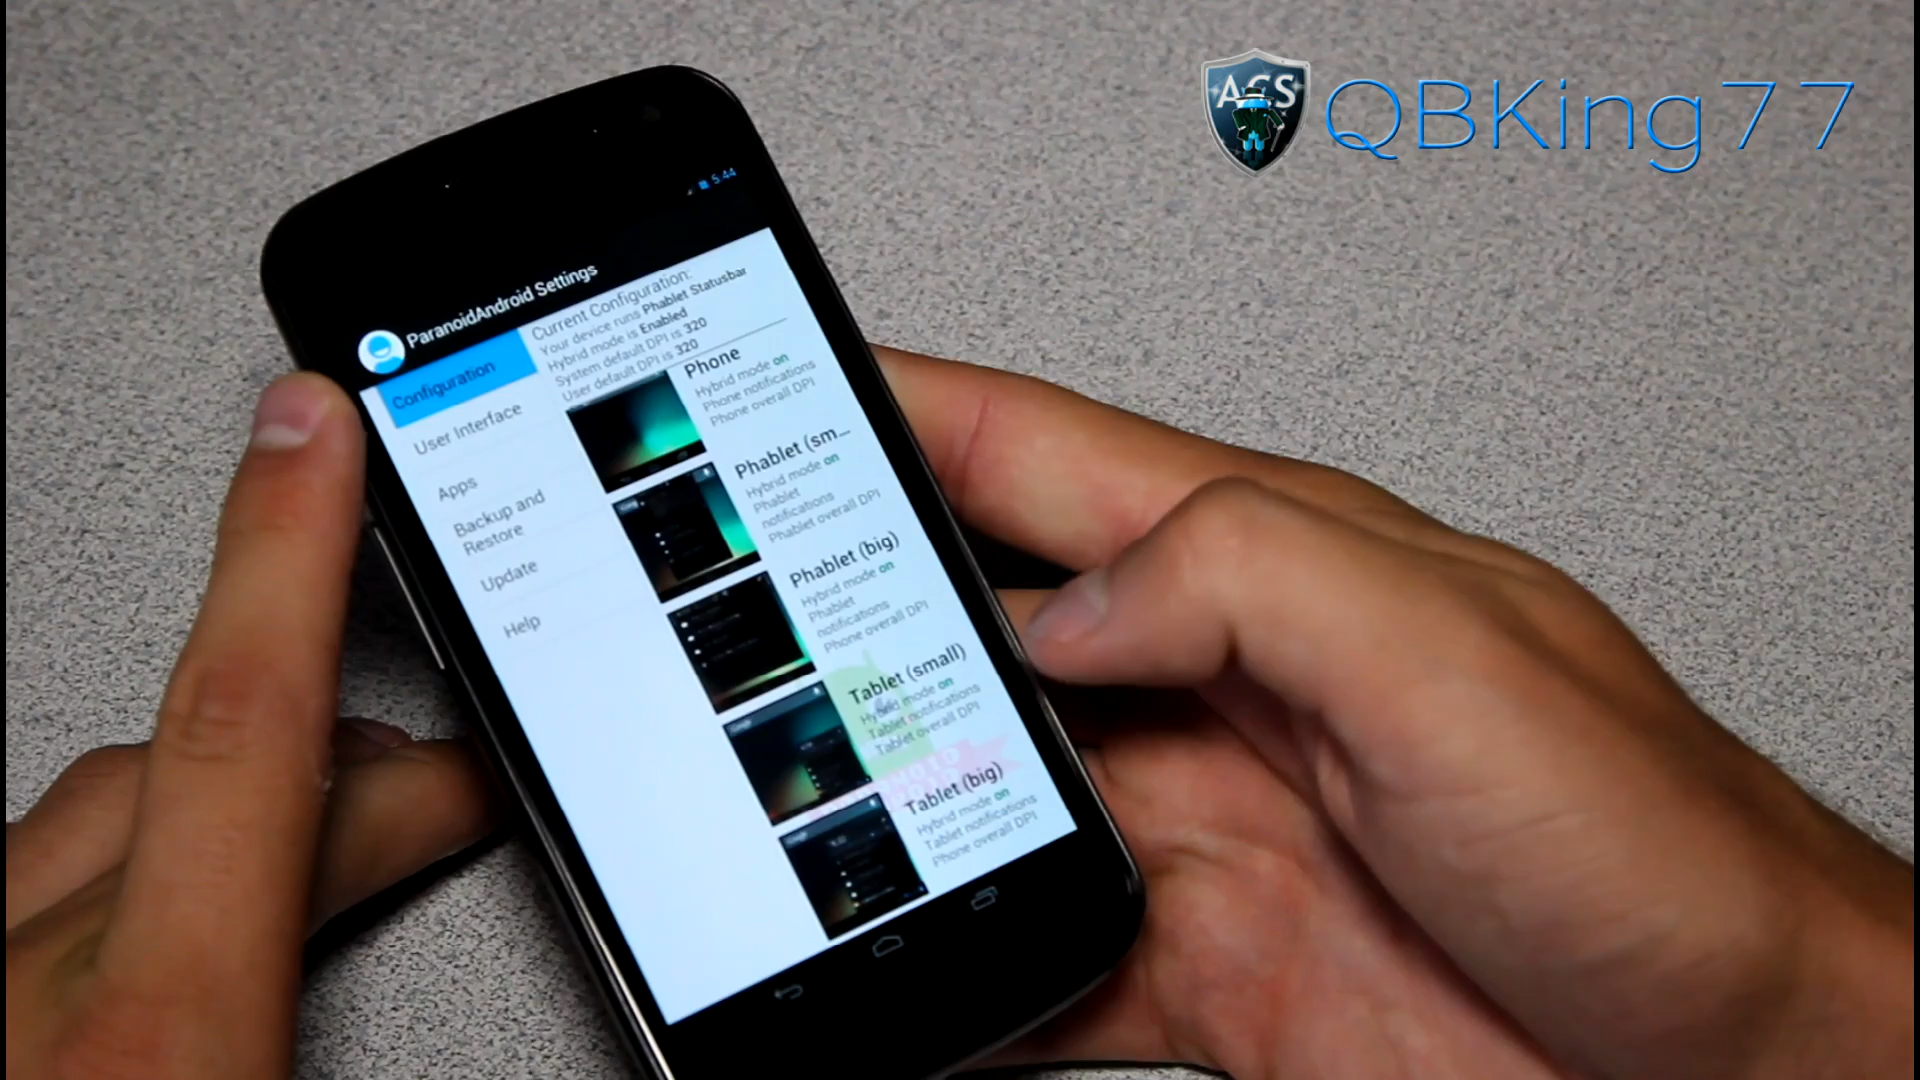 ACS
QBKing77
5:44
ParanoidAndroid Settings
Configuration
User Interface
Apps
Backup and
Restore
Update
Help
Current Configuration:
Your device runs Phablet Statusbar
Hybrid mode is Enabled
System default DPI is 320
User default DPI is 320
Phone
Hybrid mode on
Phone notifications
Phone overall DPI
Phablet (sm...
Hybrid mode on
Phablet
notifications
Phablet overall DPI
Phablet (big)
Hybrid mode on
Phablet
notifications
Phone overall DPI
Tablet (small)
Hybrid mode on
Tablet notifications
Tablet overall DPI
Tablet (big)
Hybrid mode on
Tablet notifications
Phone overall DPI